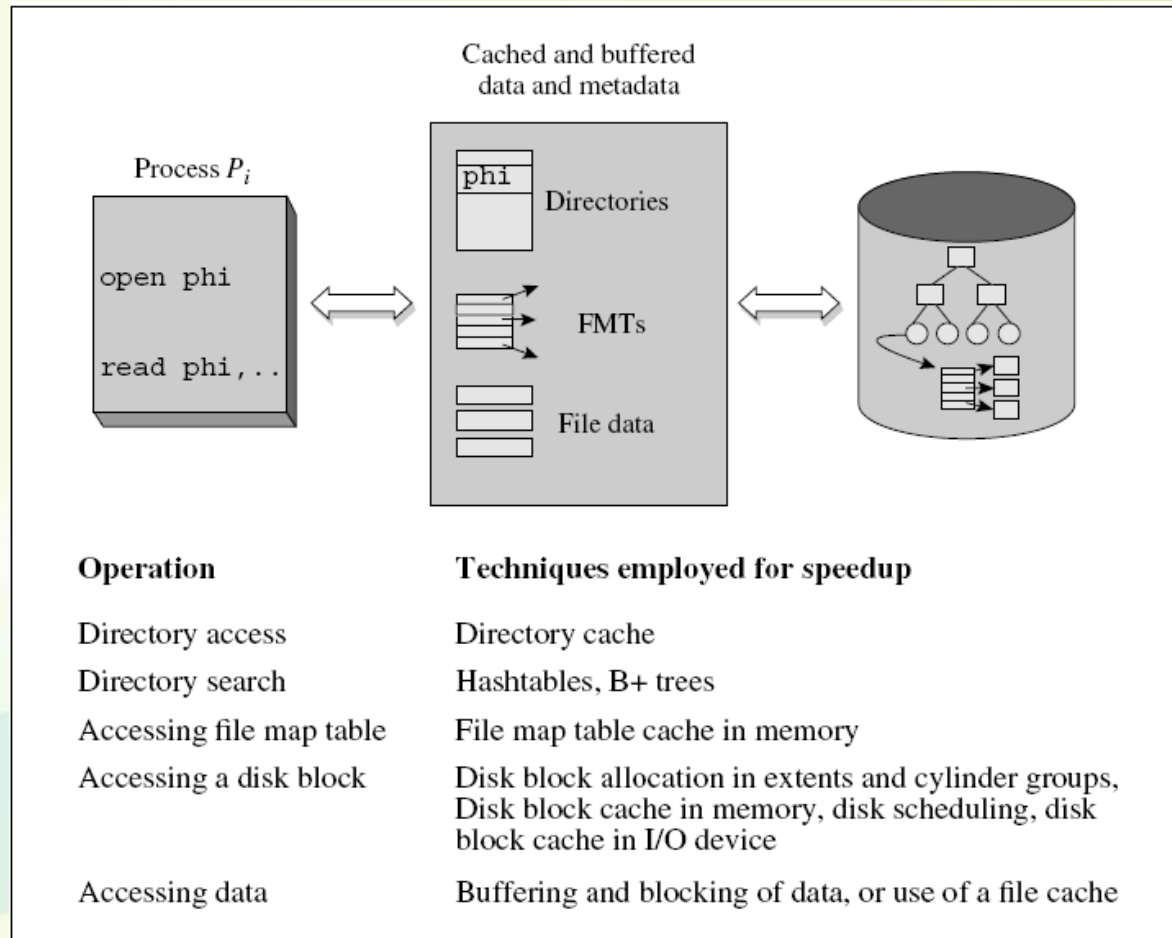 Cached and buffered
data and metadata
Process Pi
phi
Directories
open phi
FMTs
read phi,..
File data
Operation Techniques employed for speedup
Directory access Directory cache
Directory search Hashtables, B+ trees
Accessing file map table File map table cache in memory
Accessing a disk block Disk block allocation in extents and cylinder groups,
Disk block cache in memory, disk scheduling, disk
block cache in I/O device
Accessing data Buffering and blocking of data, or use of a file cache